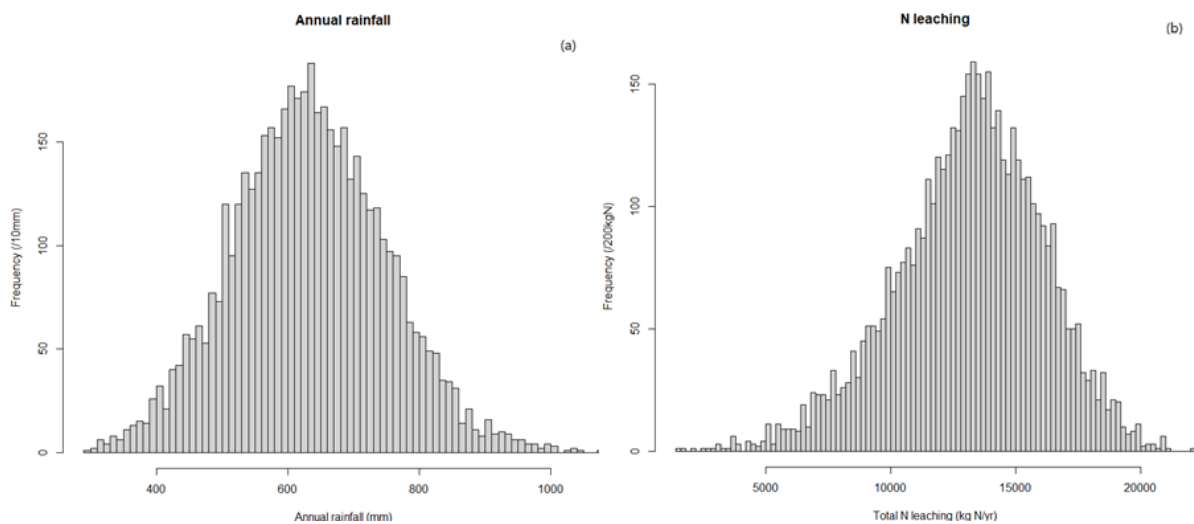 Annual rainfall
(a)
Frequency (/10mm)
150
100
50
0
400 600 800 1000
Annual rainfall (mm)
N leaching
(b)
Frequency (/200kgN)
150
100
50
0
5000 10000 15000 20000
Total N leaching (kg N/yr)